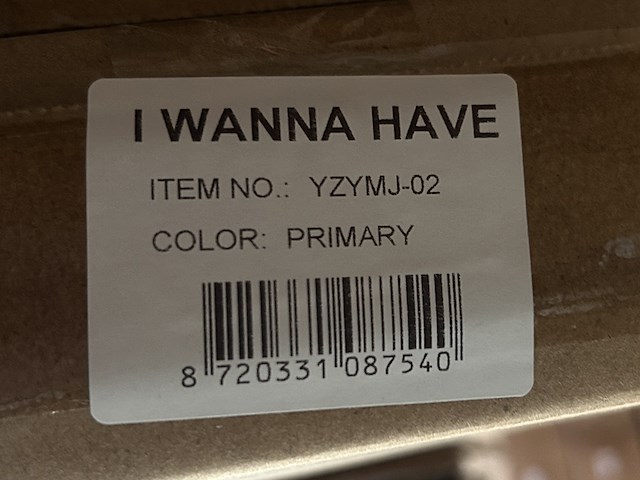 I WANNA HAVE
ITEM NO.: YZYMJ-02
COLOR: PRIMARY
8 720331 087540